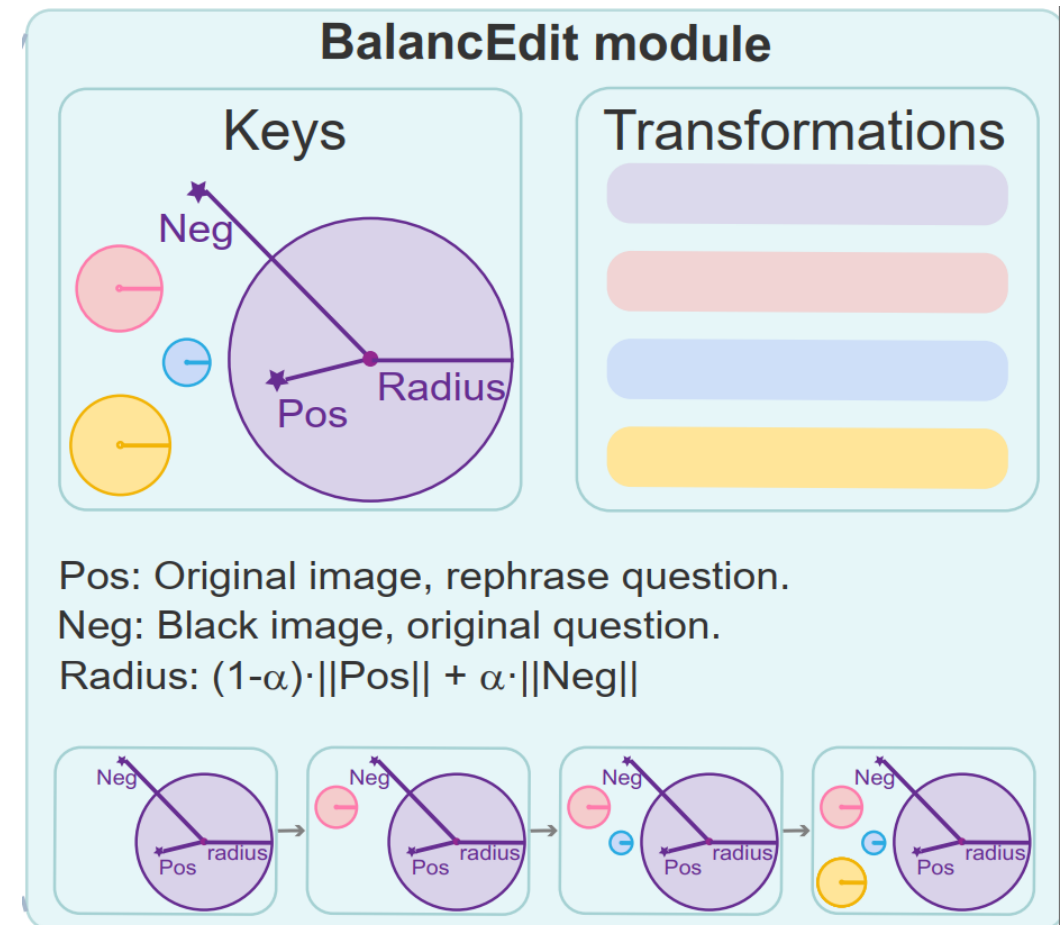 BalancEdit module
Keys
Transformations
Neg
Radius
Pos
Pos: Original image, rephrase question.
Neg: Black image, original question.
Radius: (1-α)·||Pos|| + α·||Neg||
Neg
radius
Pos
Neg
radius
Pos
Neg
radius
Pos
Neg
radius
Pos